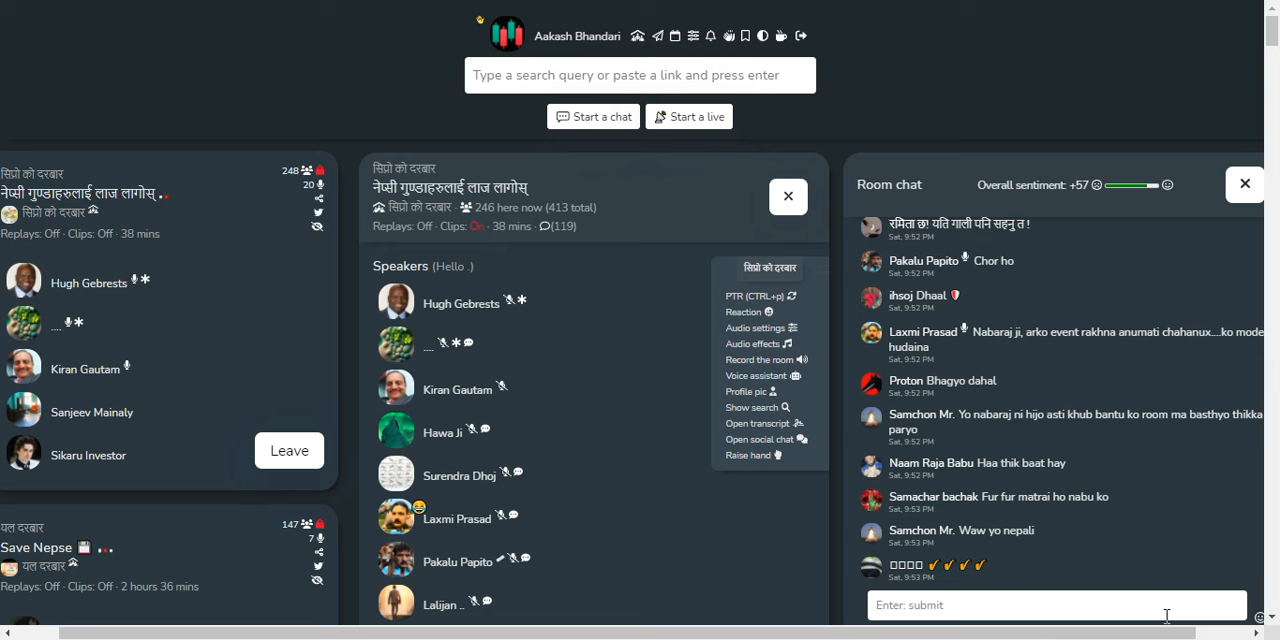 Aakash Bhandari
Type a search query or paste a link and press enter
Start a chat
Start a live
सिप्रो को दरबार
नेप्सी गुण्डाहरुलाई लाज लागोस्
248
20
सिप्रो को दरबार
Replays: Off · Clips: Off · 38 mins
Hugh Gebrests
....
Kiran Gautam
Sanjeev Mainaly
Sikaru Investor
Leave
यल दरबार
Save Nepse
147
7
यल दरबार
Replays: Off · Clips: Off · 2 hours 36 mins
सिप्रो को दरबार
नेप्सी गुण्डाहरुलाई लाज लागोस्
सिप्रो को दरबार · 246 here now (413 total)
Replays: Off · Clips: On · 38 mins · (119)
Speakers (Hello .)
Hugh Gebrests
....
Kiran Gautam
Hawa Ji
Surendra Dhoj
Laxmi Prasad
Pakalu Papito
Lalijan ..
सिप्रो को दरबार
PTR (CTRL+p)
Reaction
Audio settings
Audio effects
Record the room
Voice assistant
Profile pic
Show search
Open transcript
Open social chat
Raise hand
Room chat
Overall sentiment: +57
रमिता छ! यति गाली पनि सहनु त !
Sat, 9:52 PM
Pakalu Papito Chor ho
Sat, 9:52 PM
ihsoj Dhaal
Sat, 9:52 PM
Laxmi Prasad Nabaraj ji, arko event rakhna anumati chahanux....ko mode
hudaina
Sat, 9:52 PM
Proton Bhagyo dahal
Sat, 9:52 PM
Samchon Mr. Yo nabaraj ni hijo asti khub bantu ko room ma basthyo thikka
paryo
Sat, 9:52 PM
Naam Raja Babu Haa thik baat hay
Sat, 9:52 PM
Samachar bachak Fur fur matrai ho nabu ko
Sat, 9:53 PM
Samchon Mr. Waw yo nepali
Sat, 9:53 PM
✔✔✔✔
Sat, 9:53 PM
Enter: submit